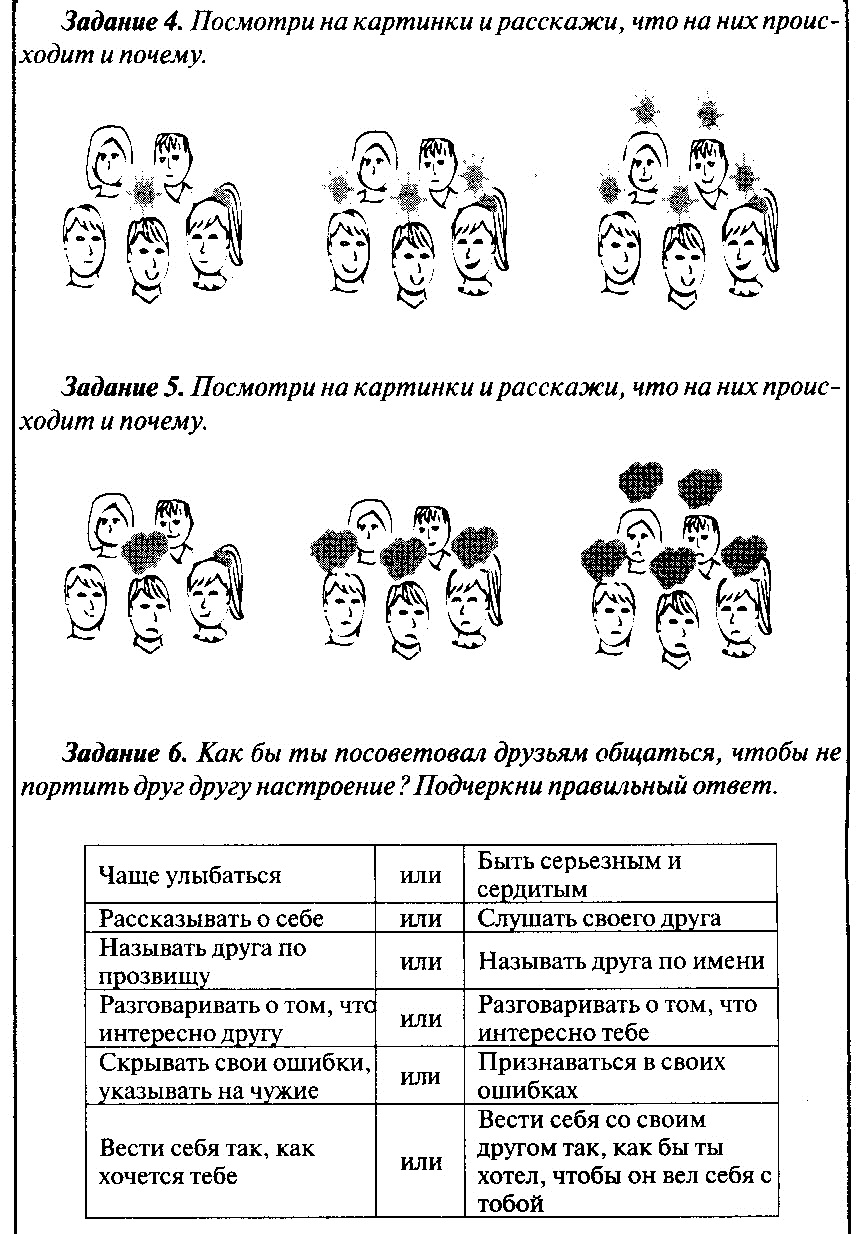 Задание 4. Посмотри на картинки и расскажи, что на них проис-
ходит и почему.
Задание 5. Посмотри на картинки и расскажи, что на них проис-
ходит и почему.
Задание 6. Как бы ты посоветовал друзьям общаться, чтобы не
портить друг другу настроение? Подчеркни правильный ответ.
Чаще улыбаться
или
Быть серьезным и
сердитым
Рассказывать о себе
или
Слушать своего друга
Называть друга по
прозвищу
или
Называть друга по имени
Разговаривать о том, что
интересно другу
или
Разговаривать о том, что
интересно тебе
Скрывать свои ошибки,
указывать на чужие
или
Признаваться в своих
ошибках
Вести себя так, как
хочется тебе
или
Вести себя со своим
другом так, как бы ты
хотел, чтобы он вел себя с
тобой